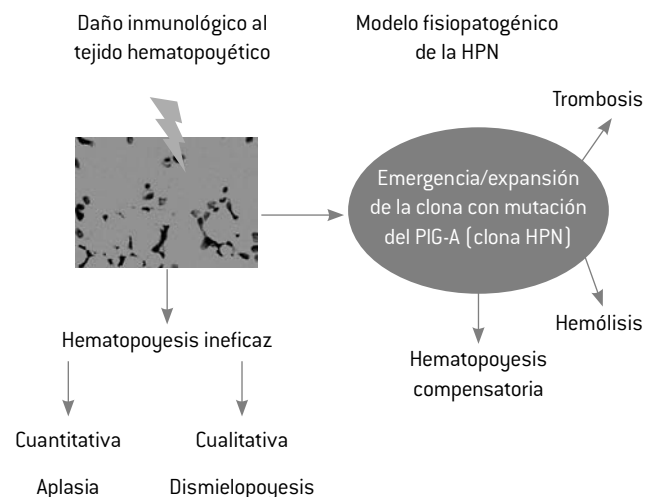 Daño inmunológico al
tejido hematopoyético
Modelo fisiopatogénico
de la HPN
Trombosis
Emergencia/expansión
de la clona con mutación
del PIG-A (clona HPN)
Hemólisis
Hematopoyesis ineficaz
Hematopoyesis
compensatoria
Cuantitativa
Cualitativa
Aplasia
Dismielopoyesis